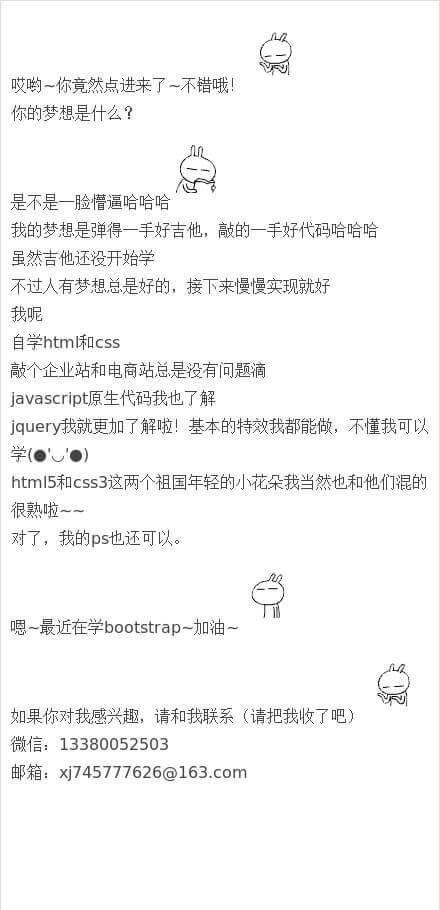 哎哟~你竟然点进来了~不错哦！
你的梦想是什么？
是不是一脸懵逼哈哈哈
我的梦想是弹得一手好吉他，敲的一手好代码哈哈哈
虽然吉他还没开始学
不过人有梦想总是好的，接下来慢慢实现就好
我呢
自学html和css
敲个企业站和电商站总是没有问题滴
javascript原生代码我也了解
jquery我就更加了解啦！基本的特效我都能做，不懂我可以
学(●'◡'●)
html5和css3这两个祖国年轻的小花朵我当然也和他们混的
很熟啦~~
对了，我的ps也还可以。
嗯~最近在学bootstrap~加油~
如果你对我感兴趣，请和我联系（请把我收了吧）
微信：13380052503
邮箱：xj745777626@163.com